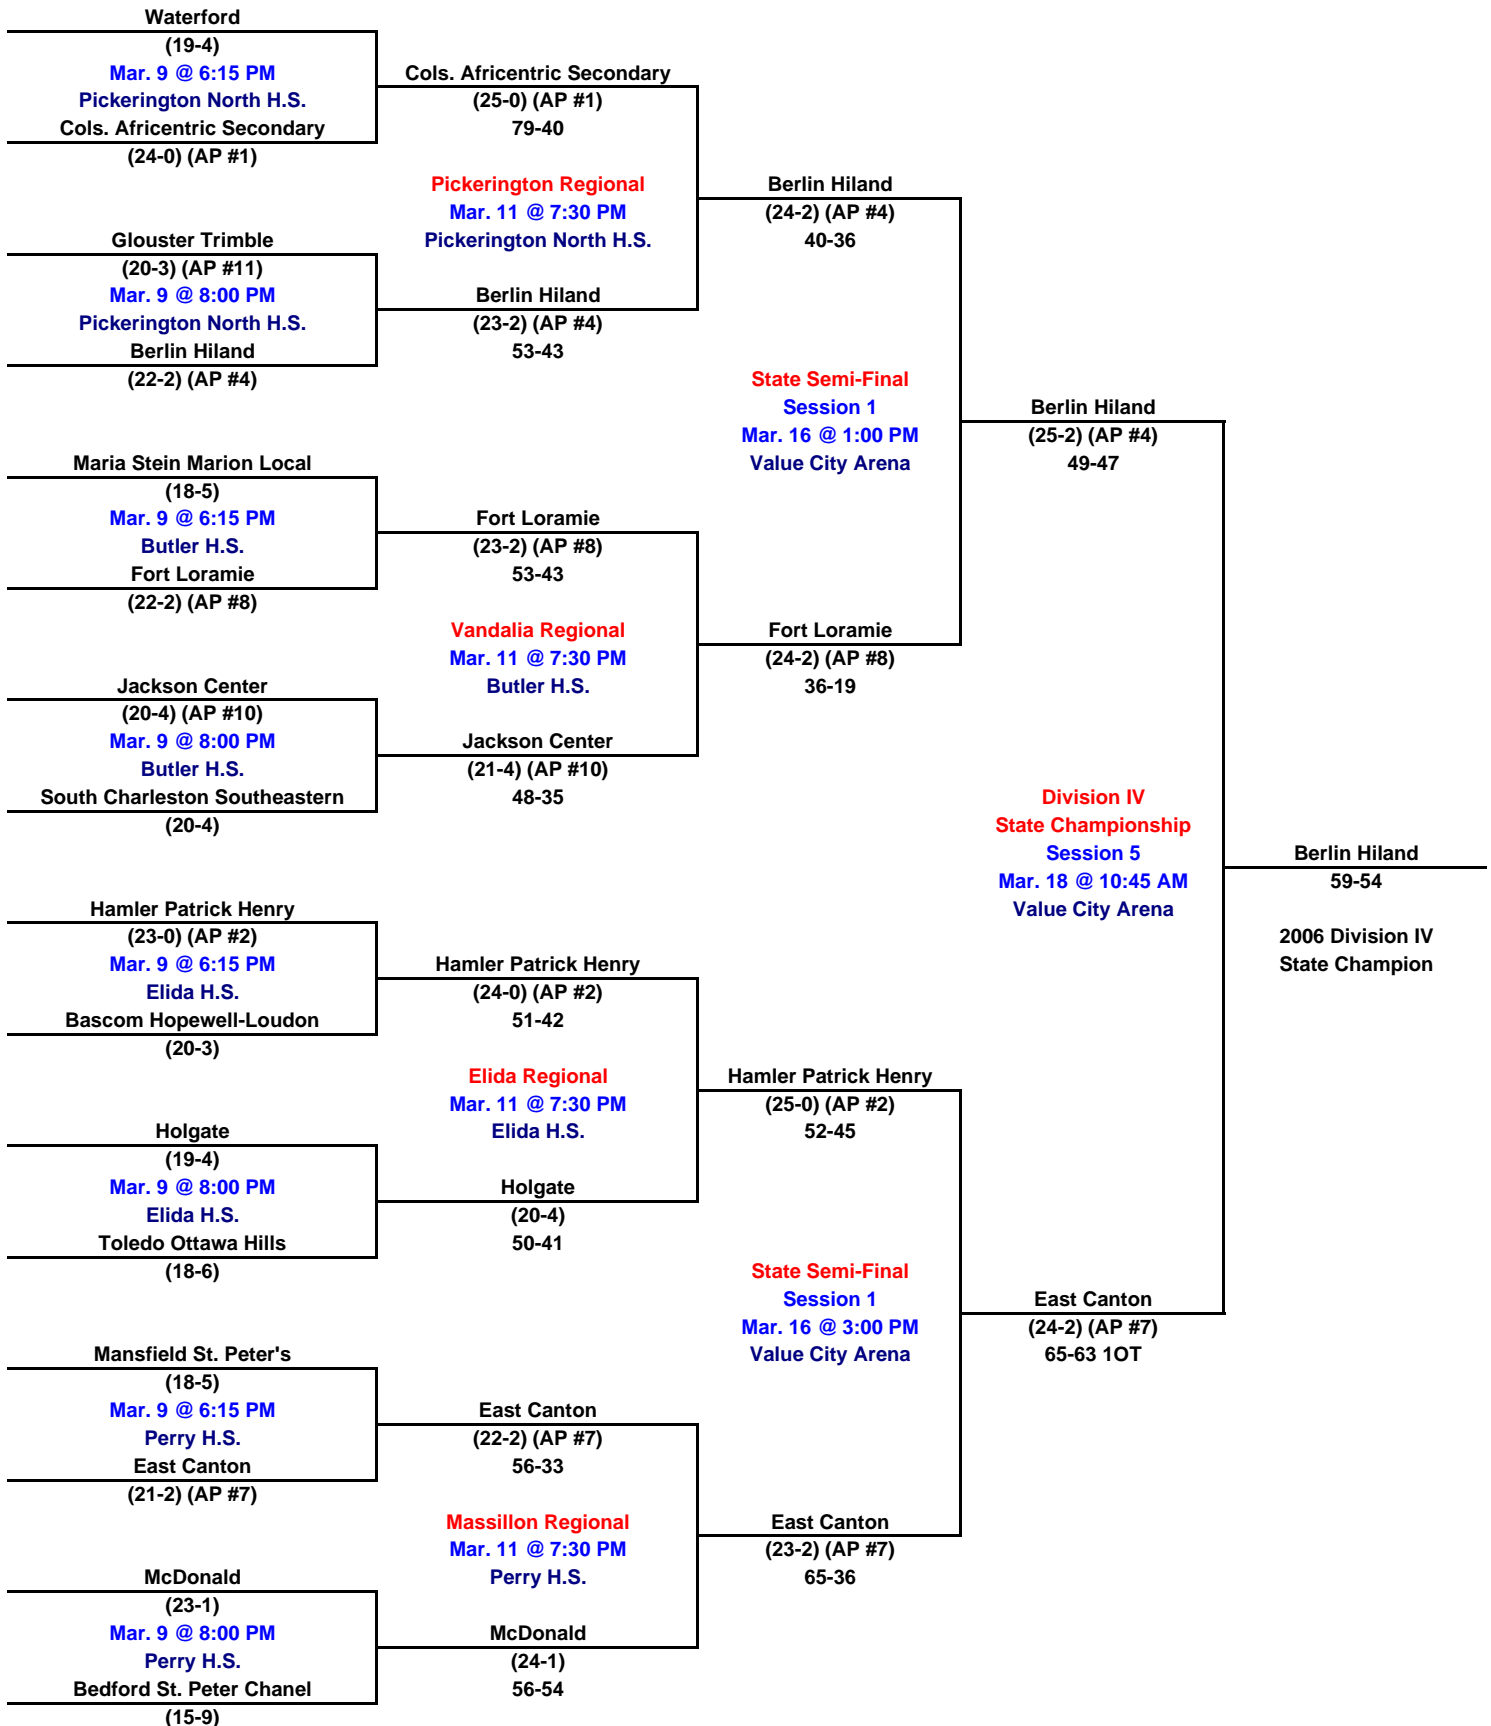 Waterford
(19-4)
Mar. 9 @ 6:15 PM
Pickerington North H.S.
Cols. Africentric Secondary
(24-0) (AP #1)
Glouster Trimble
(20-3) (AP #11)
Mar. 9 @ 8:00 PM
Pickerington North H.S.
Berlin Hiland
(22-2) (AP #4)
Maria Stein Marion Local
(18-5)
Mar. 9 @ 6:15 PM
Butler H.S.
Fort Loramie
(22-2) (AP #8)
Jackson Center
(20-4) (AP #10)
Mar. 9 @ 8:00 PM
Butler H.S.
South Charleston Southeastern
(20-4)
Hamler Patrick Henry
(23-0) (AP #2)
Mar. 9 @ 6:15 PM
Elida H.S.
Bascom Hopewell-Loudon
(20-3)
Holgate
(19-4)
Mar. 9 @ 8:00 PM
Elida H.S.
Toledo Ottawa Hills
(18-6)
Mansfield St. Peter's
(18-5)
Mar. 9 @ 6:15 PM
Perry H.S.
East Canton
(21-2) (AP #7)
McDonald
(23-1)
Mar. 9 @ 8:00 PM
Perry H.S.
Bedford St. Peter Chanel
(15-9)
Cols. Africentric Secondary
(25-0) (AP #1)
79-40
Pickerington Regional
Mar. 11 @ 7:30 PM
Pickerington North H.S.
Berlin Hiland
(23-2) (AP #4)
53-43
Fort Loramie
(23-2) (AP #8)
53-43
Vandalia Regional
Mar. 11 @ 7:30 PM
Butler H.S.
Jackson Center
(21-4) (AP #10)
48-35
Hamler Patrick Henry
(24-0) (AP #2)
51-42
Elida Regional
Mar. 11 @ 7:30 PM
Elida H.S.
Holgate
(20-4)
50-41
East Canton
(22-2) (AP #7)
56-33
Massillon Regional
Mar. 11 @ 7:30 PM
Perry H.S.
McDonald
(24-1)
56-54
Berlin Hiland
(24-2) (AP #4)
40-36
State Semi-Final
Session 1
Mar. 16 @ 1:00 PM
Value City Arena
Fort Loramie
(24-2) (AP #8)
36-19
Hamler Patrick Henry
(25-0) (AP #2)
52-45
State Semi-Final
Session 1
Mar. 16 @ 3:00 PM
Value City Arena
East Canton
(23-2) (AP #7)
65-36
Berlin Hiland
(25-2) (AP #4)
49-47
Division IV
State Championship
Session 5
Mar. 18 @ 10:45 AM
Value City Arena
East Canton
(24-2) (AP #7)
65-63 1OT
Berlin Hiland
59-54
2006 Division IV
State Champion